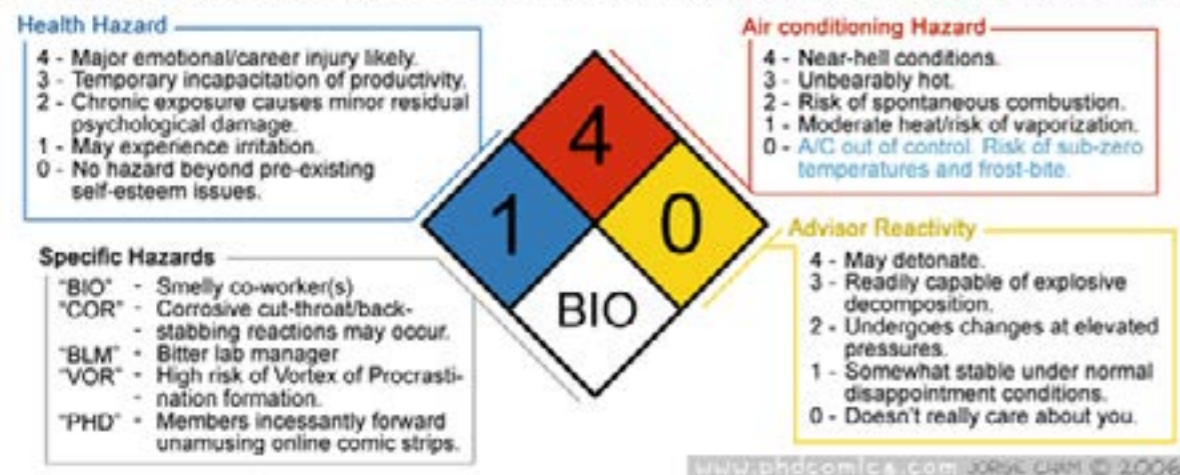 Health Hazard
4 - Major emotional/career injury likely.
3 - Temporary incapacitation of productivity.
2 - Chronic exposure causes minor residual
psychological damage.
1 - May experience irritation.
0 - No hazard beyond pre-existing
self-esteem issues.
Air conditioning Hazard
4 - Near-hell conditions.
3 - Unbearably hot.
2 - Risk of spontaneous combustion.
1 - Moderate heat/risk of vaporization.
0 - A/C out of control. Risk of sub-zero
temperatures and frost-bite.
4
1
0
BIO
Specific Hazards
"BIO" - Smelly co-worker(s)
"COR" - Corrosive cut-throat/back-
- stabbing reactions may occur.
"BLM" - Bitter lab manager
"VOR" - High risk of Vortex of Procrasti-
- nation formation.
"PHD" - Members incessantly forward
unamusing online comic strips.
Advisor Reactivity
4 - May detonate.
3 - Readily capable of explosive
decomposition.
2 - Undergoes changes at elevated
pressures.
1 - Somewhat stable under normal
disappointment conditions.
0 - Doesn't really care about you.
www.phdcomics.com JORGE CHAM © 2006